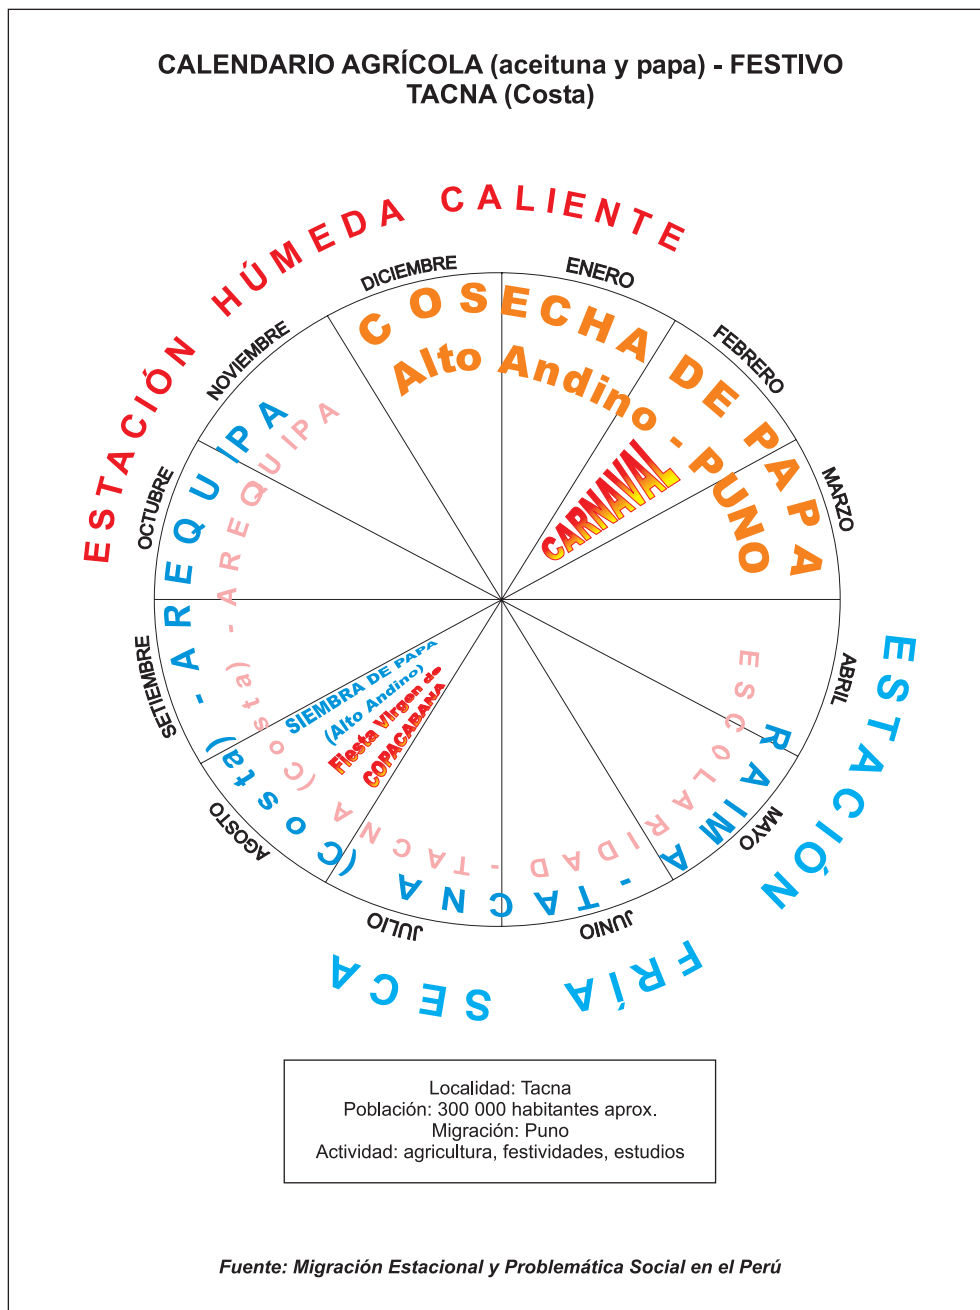 CALENDARIO AGRÍCOLA (aceituna y papa) - FESTIVO
TACNA (Costa)
ESTACIÓN HÚMEDA CALIENTE
DICIEMBRE
ENERO
FEBRERO
MARZO
ABRIL
MAYO
JUNIO
JULIO
AGOSTO
SETIEMBRE
OCTUBRE
NOVIEMBRE
COSECHA DE PAPA
Alto Andino - PUNO
CARNAVAL
RAIMA - TACNA (Costa) - AREQUIPA
ESCOLARIDAD - TACNA (Costa) - AREQUIPA
SIEMBRA DE PAPA
(Alto Andino)
Fiesta Virgen de
COPACABANA
ESTACIÓN FRÍA SECA
Localidad: Tacna
Población: 300 000 habitantes aprox.
Migración: Puno
Actividad: agricultura, festividades, estudios
Fuente: Migración Estacional y Problemática Social en el Perú